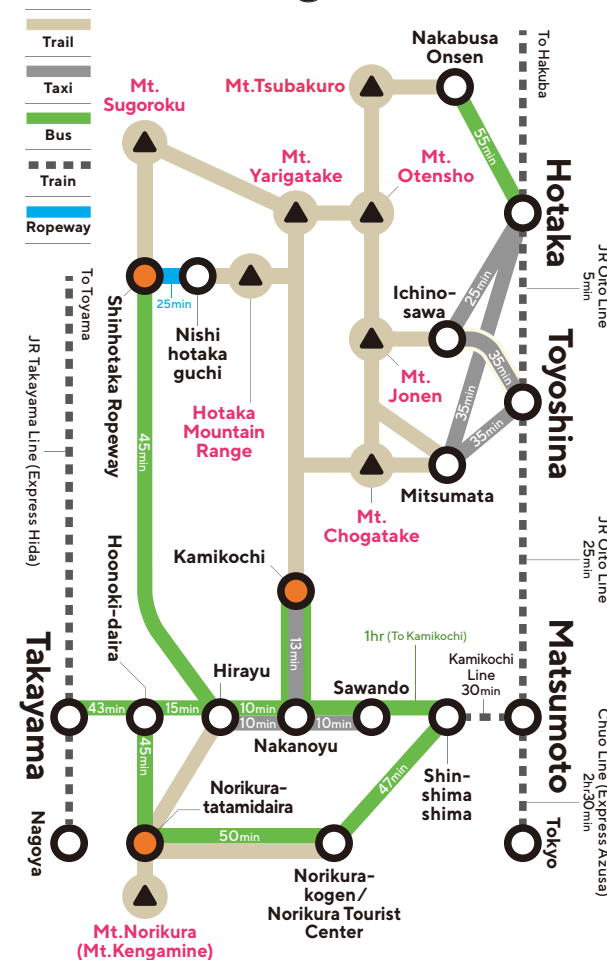 Trail
Taxi
Bus
Train
Ropeway
Nakabusa
Onsen
To Hakuba
Mt.
Sugoroku
Mt.Tsubakuro
55min
Mt.
Yarigatake
Mt.
Otensho
Hotaka
JR Oito Line
5min
To Toyama
25min
Nishi
hotaka
guchi
Shinhotaka Ropeway
Ichino-
sawa
25min
35min
35min
35min
Toyoshina
JR Takayama Line (Express Hida)
Hotaka
Mountain
Range
Mt.
Jonen
45min
Mitsumata
Mt.
Chogatake
JR Oito Line
25min
Hoonoki-daira
Kamikochi
13min
1hr (To Kamikochi)
Kamikochi
Line
30min
Matsumoto
Takayama
Hirayu
Sawando
43min
15min
10min
10min
10min
Nakanoyu
45min
Shin-
shima
shima
47min
Chuo Line (Express Azusa)
2hr30min
Norikura-
tatamidaira
Nagoya
50min
Tokyo
Norikura-
kogen/
Norikura Tourist
Center
Mt.Norikura
(Mt.Kengamine)